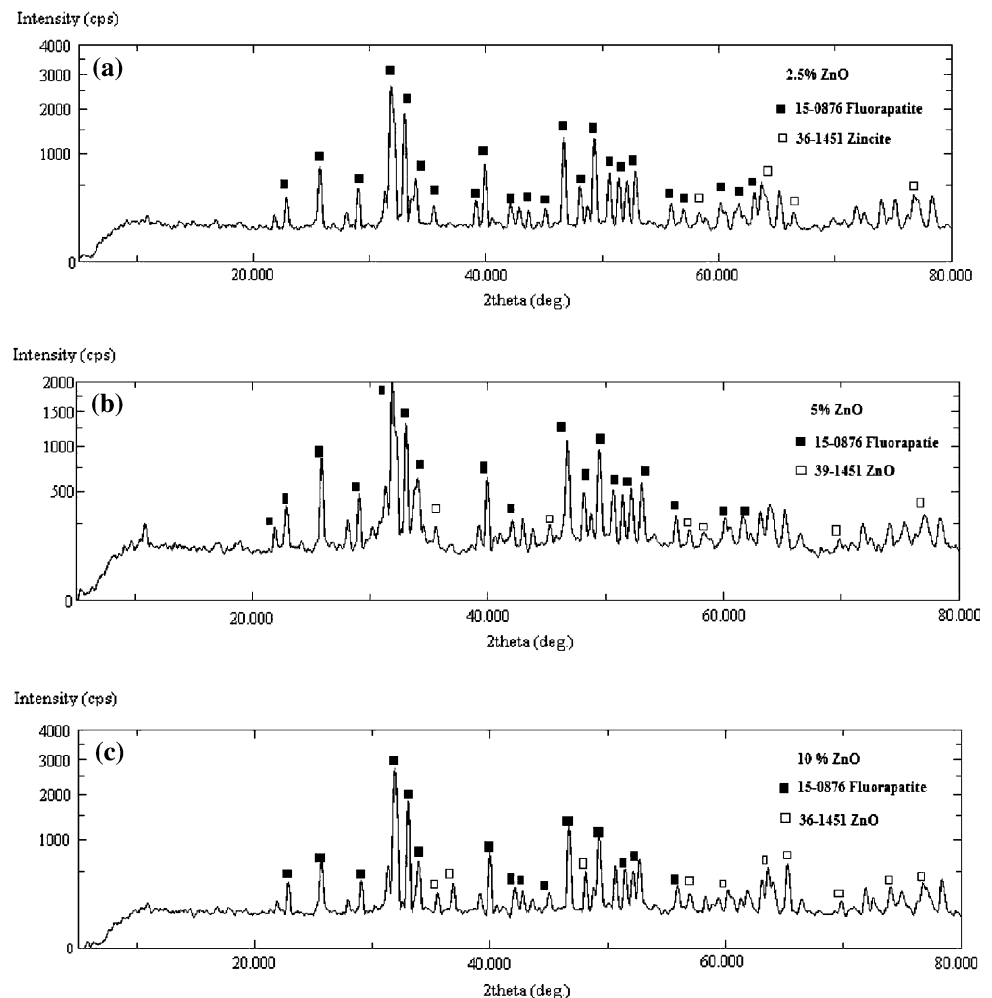 Intensity (cps)
4000
(a)
3000
2.5% ZnO
2000
15-0876 Fluorapatite
36-1451 Zincite
1000
0
20.000 40.000 60.000 80.000
2theta (deg.)
Intensity (cps)
2000
(b)
1500
5% ZnO
1000
15-0876 Fluorapatie
39-1451 ZnO
500
0
20.000 40.000 60.000 80.000
2theta (deg.)
Intensity (cps)
4000
(c)
3000
10 % ZnO
15-0876 Fluorapatite
2000
36-1451 ZnO
1000
0
20.000 40.000 60.000 80.000
2theta (deg.)